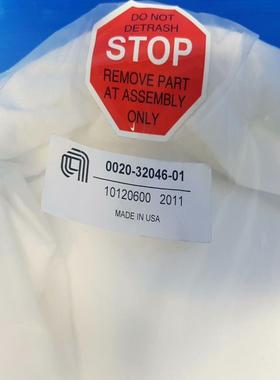 DO NOT
DETRASH
STOP
REMOVE PART
AT ASSEMBLY
ONLY
0020-32046-01
10120600 2011
MADE IN USA